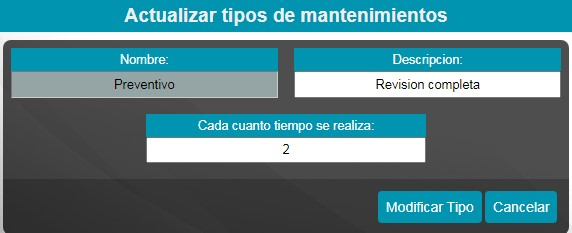 Actualizar tipos de mantenimientos
Nombre:
Descripcion:
Preventivo
Revision completa
Cada cuanto tiempo se realiza:
2
Modificar Tipo
Cancelar